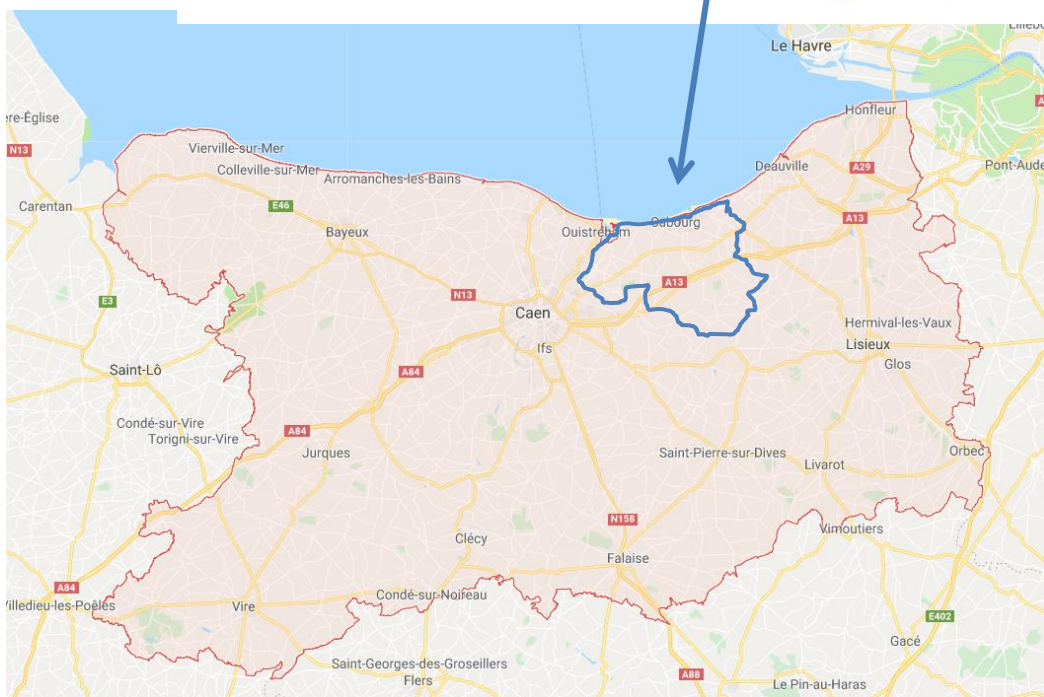 Lillebo
Le Havre
Honfleur
ere-Église
N13
Vierville-sur-Mer
Colleville-sur-Mer
Arromanches-les-Bains
Deauville
A29
Pont-Aude
Carentan
E46
Bayeux
Ouistreham
Cabourg
A13
A13
E3
N13
Caen
Ifs
Hermival-les-Vaux
Lisieux
Glos
Saint-Lô
A84
Condé-sur-Vire
Torigni-sur-Vire
A84
Jurques
Saint-Pierre-sur-Dives
Livarot
Orbec
N158
Vimoutiers
Clécy
Falaise
A84
Villedieu-les-Poêles
Vire
Condé-sur-Noireau
E402
Gacé
Saint-Georges-des-Groseillers
Flers
A88
Le Pin-au-Haras